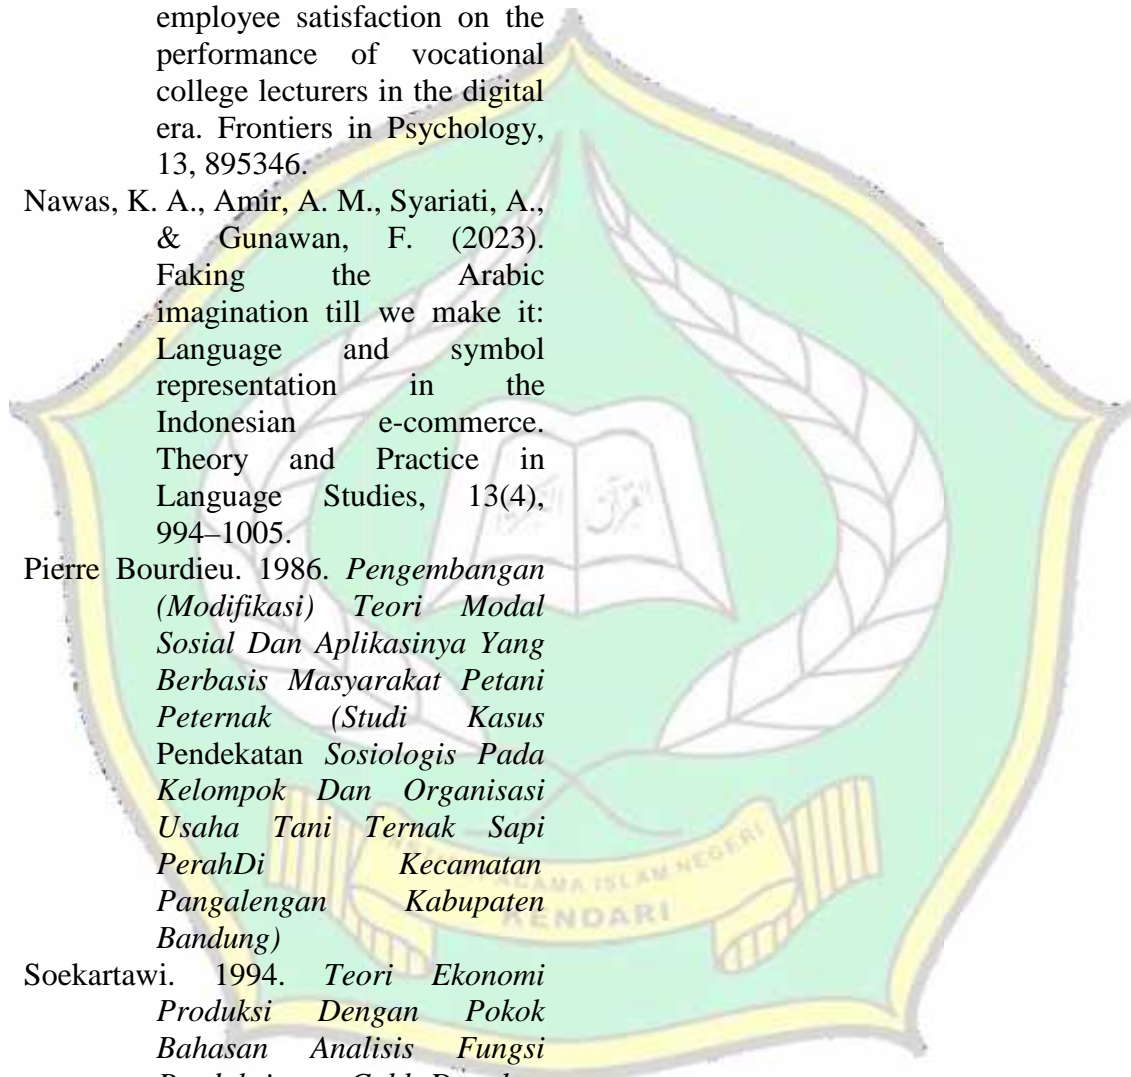 employee satisfaction on the
performance of vocational
college lecturers in the digital
era. Frontiers in Psychology,
13, 895346.
Nawas, K. A., Amir, A. M., Syariati, A.,
& Gunawan, F. (2023).
Faking the Arabic
imagination till we make it:
Language and symbol
representation in the
Indonesian e-commerce.
Theory and Practice in
Language Studies, 13(4),
994–1005.
Pierre Bourdieu. 1986. Pengembangan
(Modifikasi) Teori Modal
Sosial Dan Aplikasinya Yang
Berbasis Masyarakat Petani
Peternak (Studi Kasus
Pendekatan Sosiologis Pada
Kelompok Dan Organisasi
Usaha Tani Ternak Sapi
PerahDi Kecamatan
Pangalengan Kabupaten
Bandung)
Soekartawi. 1994. Teori Ekonomi
Produksi Dengan Pokok
Bahasan Analisis Fungsi
AGAMA ISLAM NEGERI
KENDARI